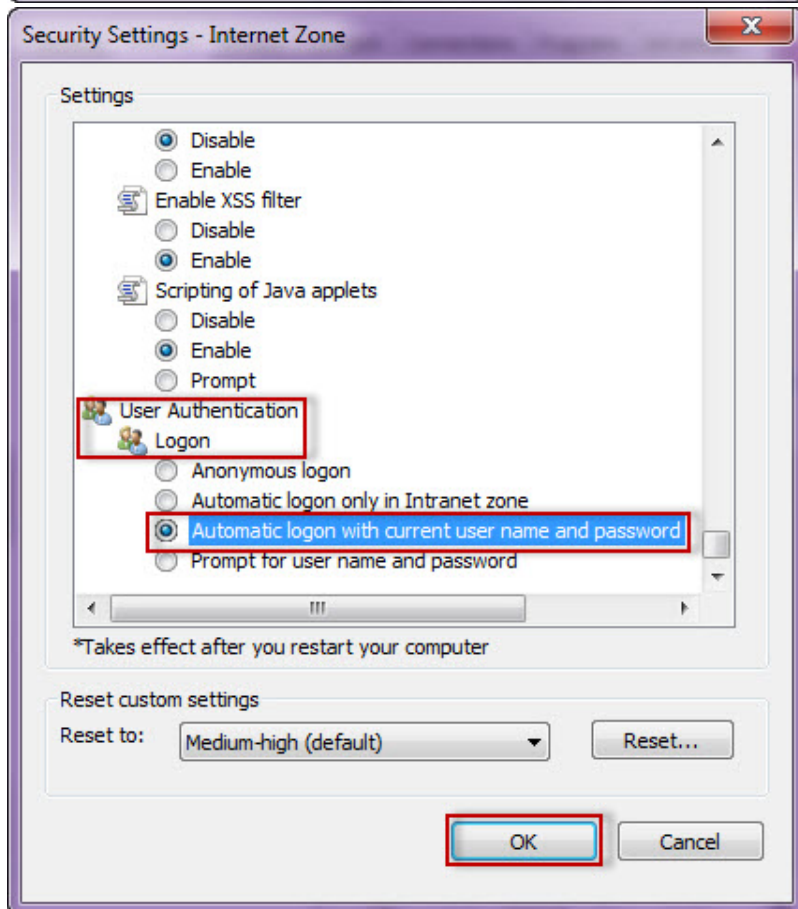 Security Settings - Internet Zone
Settings
Disable
Enable
Enable XSS filter
Disable
Enable
Scripting of Java applets
Disable
Enable
Prompt
User Authentication
Logon
Anonymous logon
Automatic logon only in Intranet zone
Automatic logon with current user name and password
Prompt for user name and password
*Takes effect after you restart your computer
Reset custom settings
Reset to: Medium-high (default) Reset...
OK Cancel